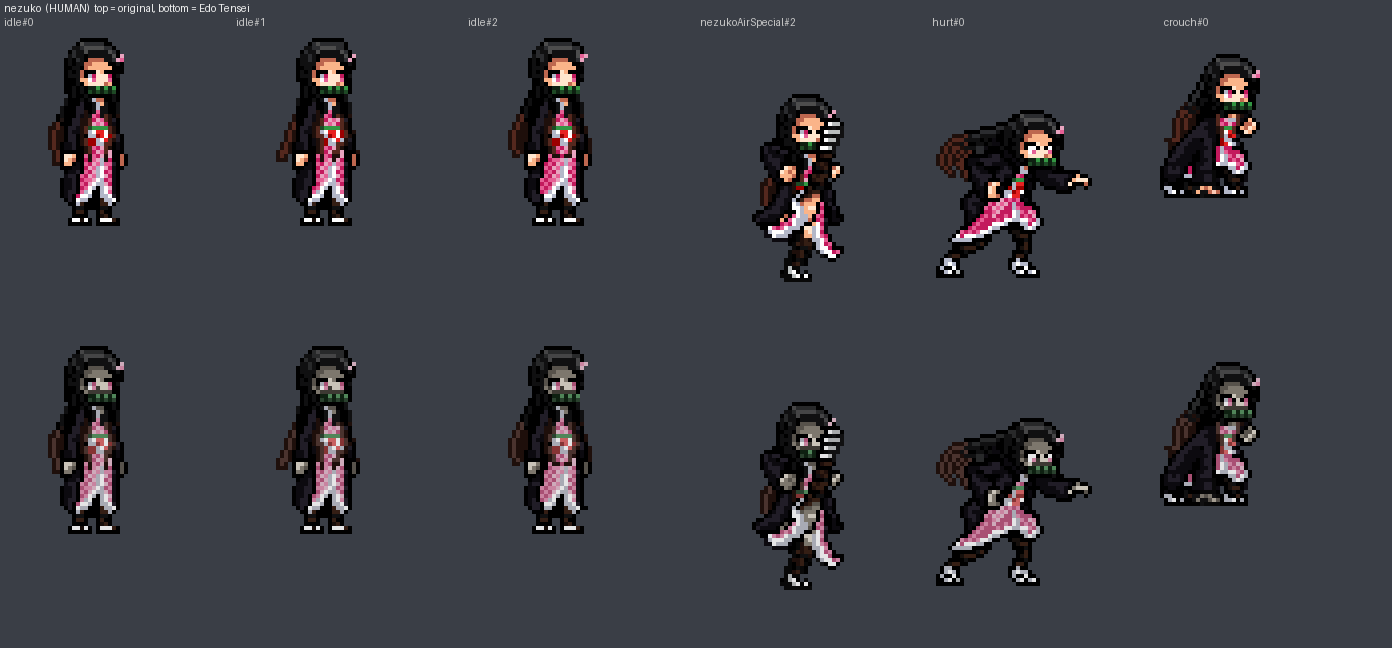 nezuko (HUMAN) top = original, bottom = Edo Tensei
idle#0 idle#1 idle#2 nezukoAirSpecial#2 hurt#0 crouch#0